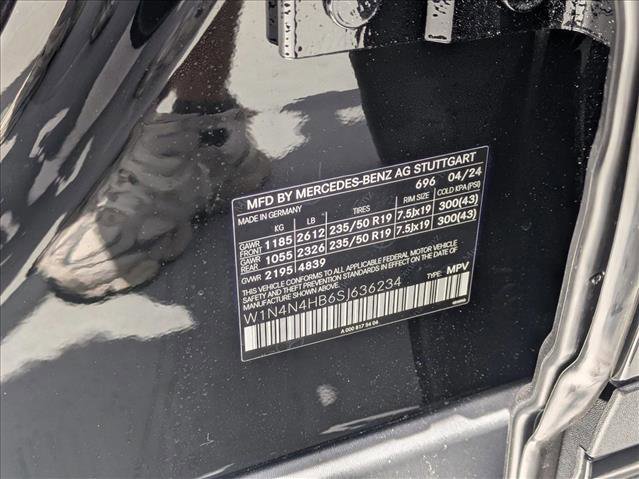 MFD BY MERCEDES-BENZ AG STUTTGART
696 04/24
MADE IN GERMANY
KG LB TIRES RIM SIZE COLD KPA(PSI)
GAWR FRONT 1185 2612 235/50 R19 7.5Jx19 300(43)
GAWR REAR 1055 2326 235/50 R19 7.5Jx19 300(43)
GVWR 2195 4839
THIS VEHICLE CONFORMS TO ALL APPLICABLE FEDERAL MOTOR VEHICLE
SAFETY, BUMPER, AND THEFT PREVENTION STANDARDS IN EFFECT
ON THE DATE OF MANUFACTURE SHOWN ABOVE.
W1N4N4HB6SJ636234 TYPE: MPV
A 000 817 54 06